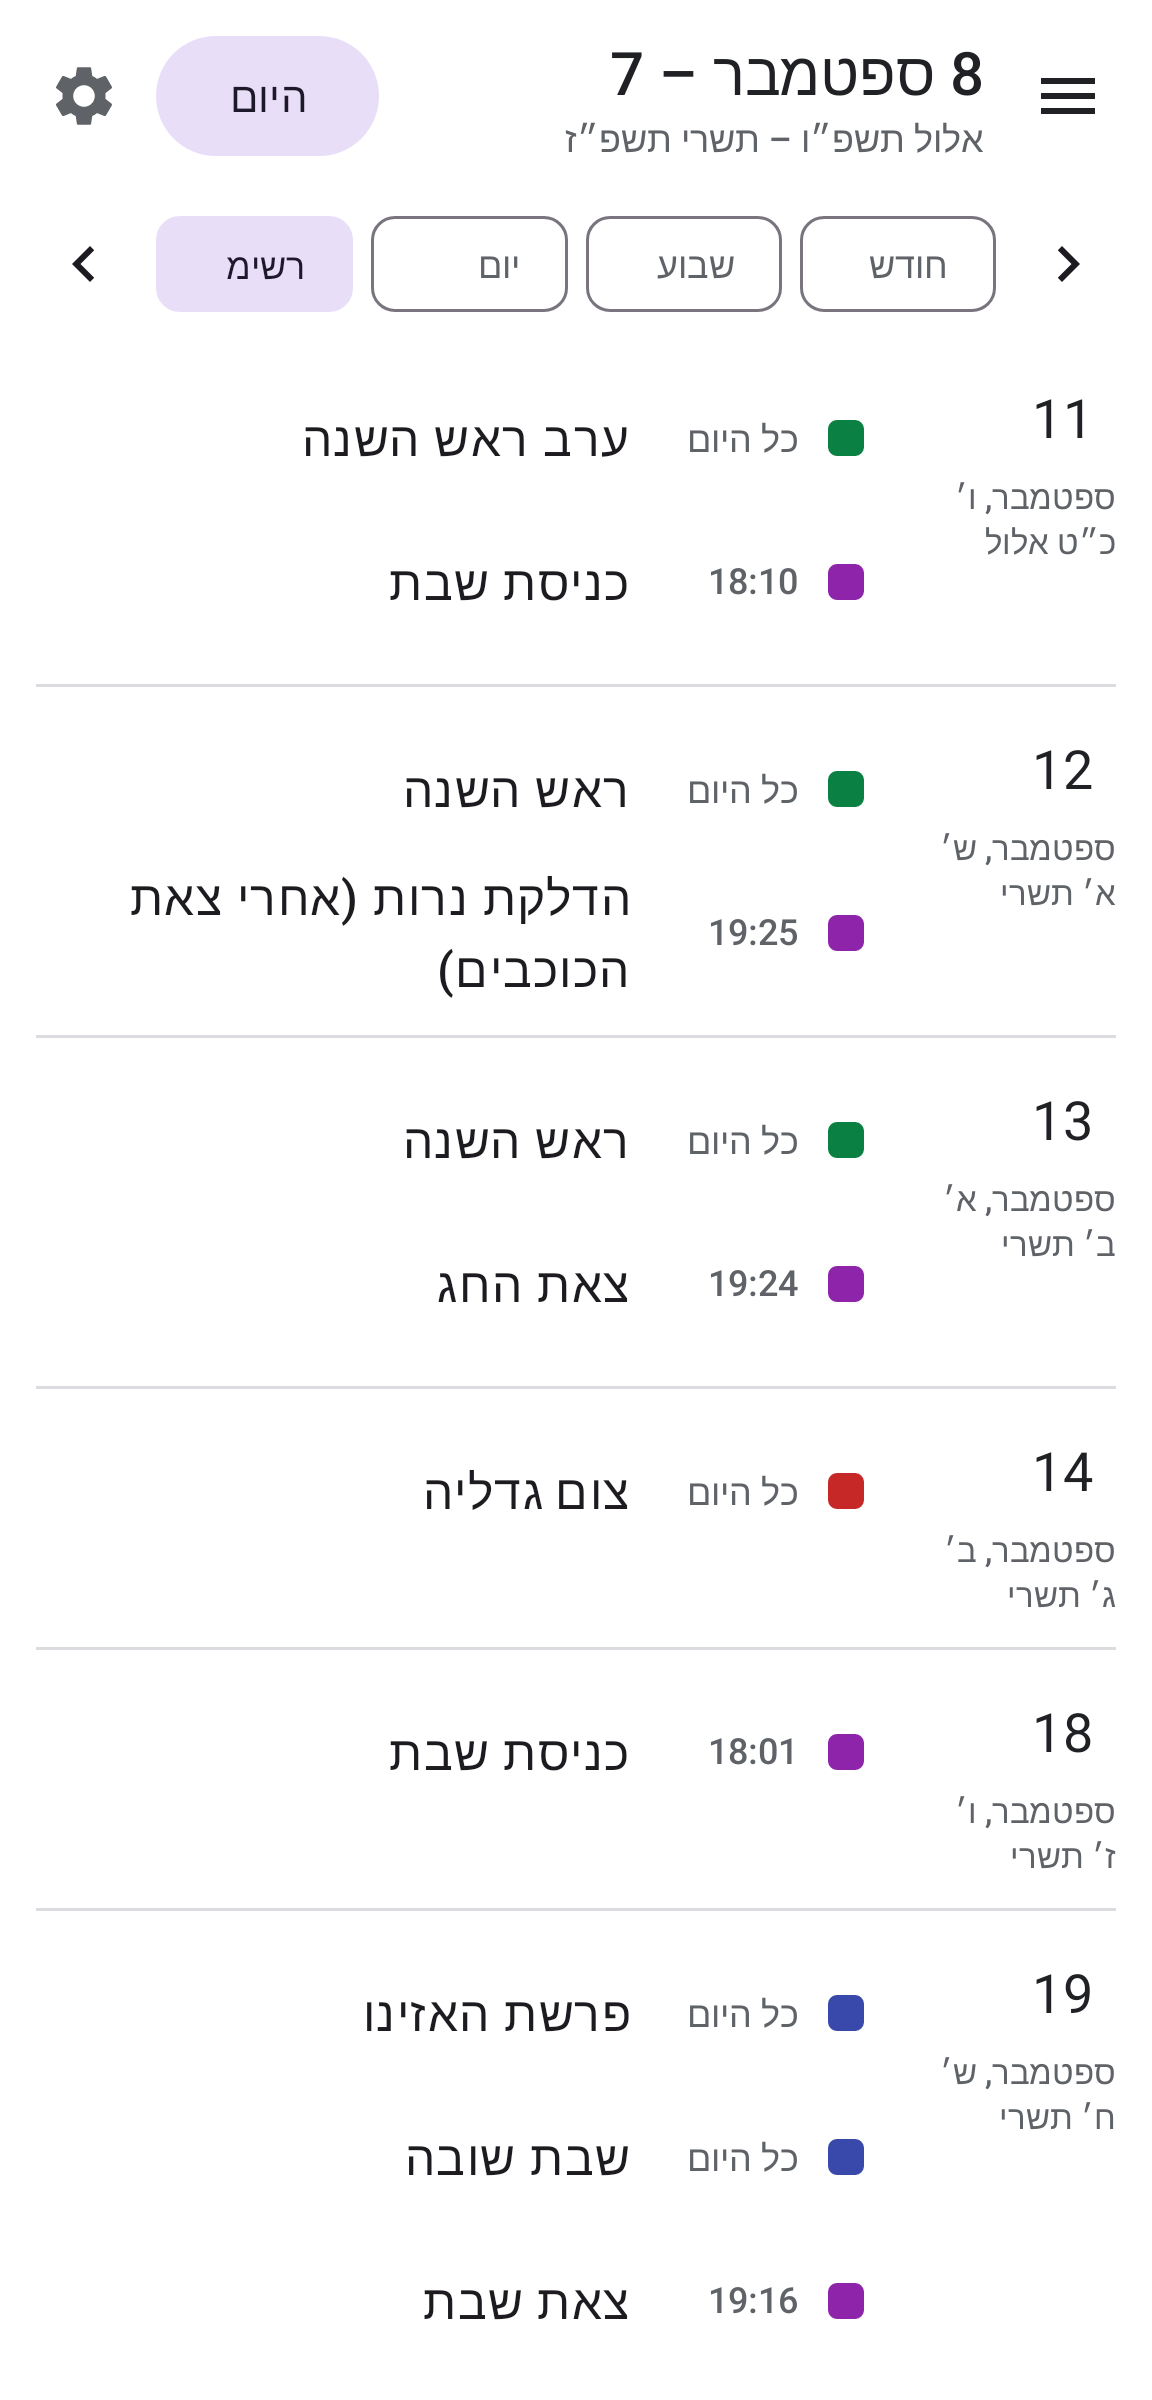 8 ספטמבר – 7
אלול תשפ״ו – תשרי תשפ״ז
היום
חודש
שבוע
יום
רשימ
11
ספטמבר, ו׳
כ״ט אלול
כל היום
ערב ראש השנה
18:10
כניסת שבת
12
ספטמבר, ש׳
א׳ תשרי
כל היום
ראש השנה
19:25
הדלקת נרות (אחרי צאת
הכוכבים)
13
ספטמבר, א׳
ב׳ תשרי
כל היום
ראש השנה
19:24
צאת החג
14
ספטמבר, ב׳
ג׳ תשרי
כל היום
צום גדליה
18
ספטמבר, ו׳
ז׳ תשרי
18:01
כניסת שבת
19
ספטמבר, ש׳
ח׳ תשרי
כל היום
פרשת האזינו
כל היום
שבת שובה
19:16
צאת שבת